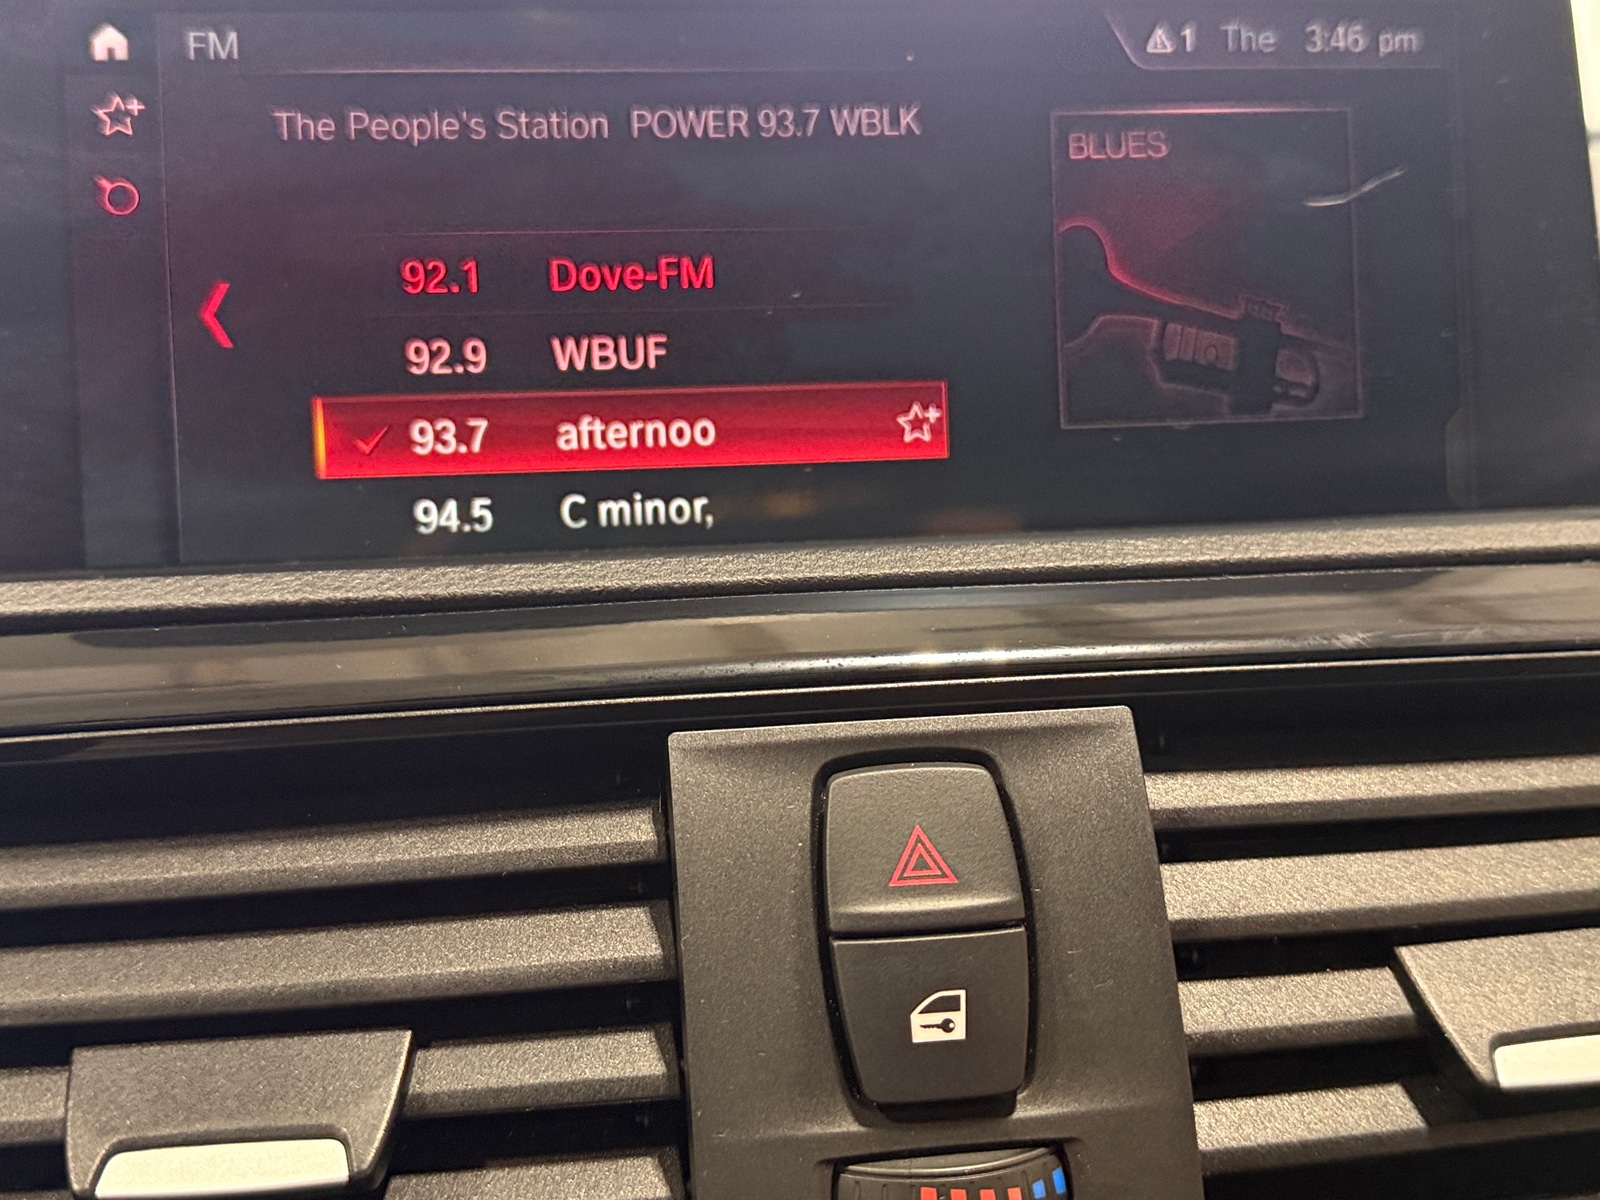 FM
1 The 3:46 pm
The People's Station POWER 93.7 WBLK
BLUES
92.1 Dove-FM
92.9 WBUF
93.7 afternoo
94.5 C minor,